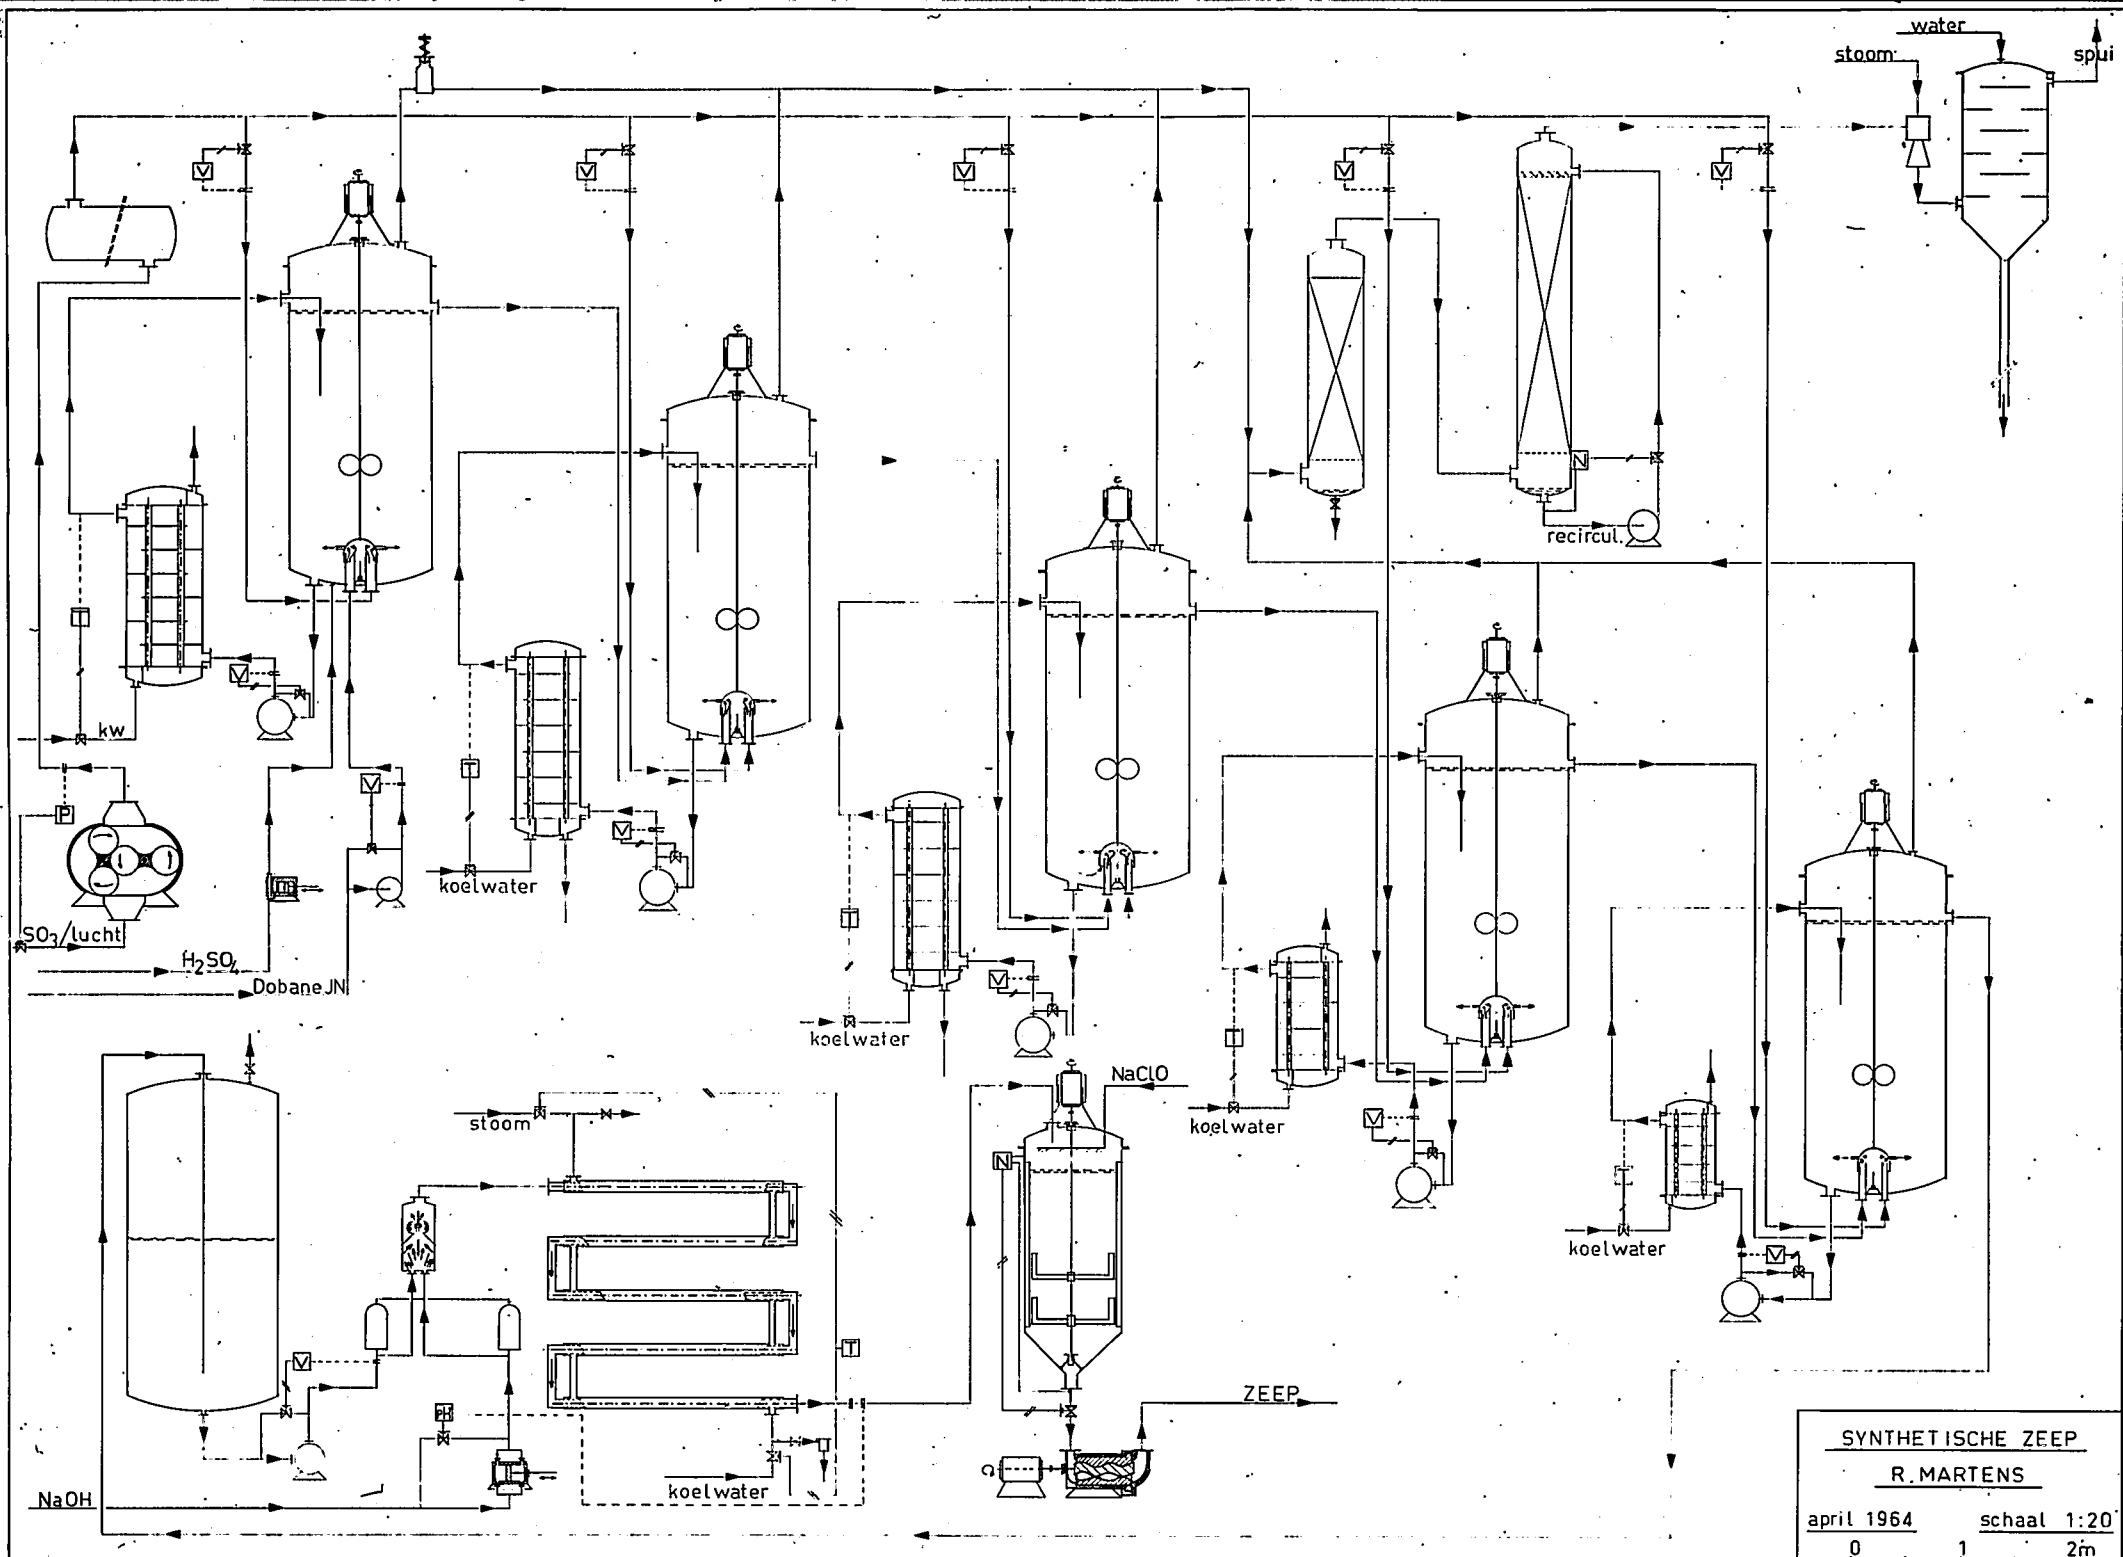 water
stoom
spui
V
V
V
V
V
N
recircul.
T
V
kw
P
V
T
V
koelwater
SO3/lucht
H2SO4
Dobane JN
T
V
koelwater
T
V
koelwater
NaClO
stoom
N
T
V
koelwater
V
T
pH
ZEEP
koelwater
NaOH
SYNTHETISCHE ZEEP
R.MARTENS
april 1964 schaal 1:20
0 1 2m